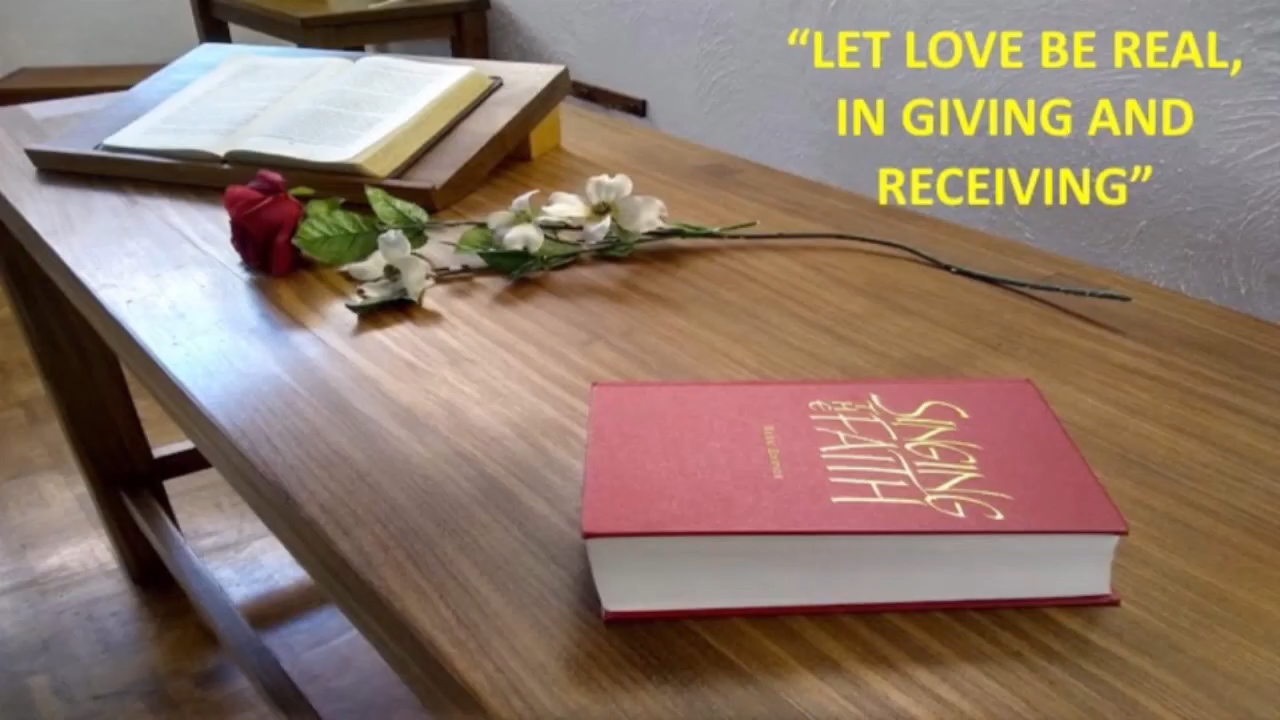 “LET LOVE BE REAL,
IN GIVING AND
RECEIVING”
SINGING
THE
FAITH